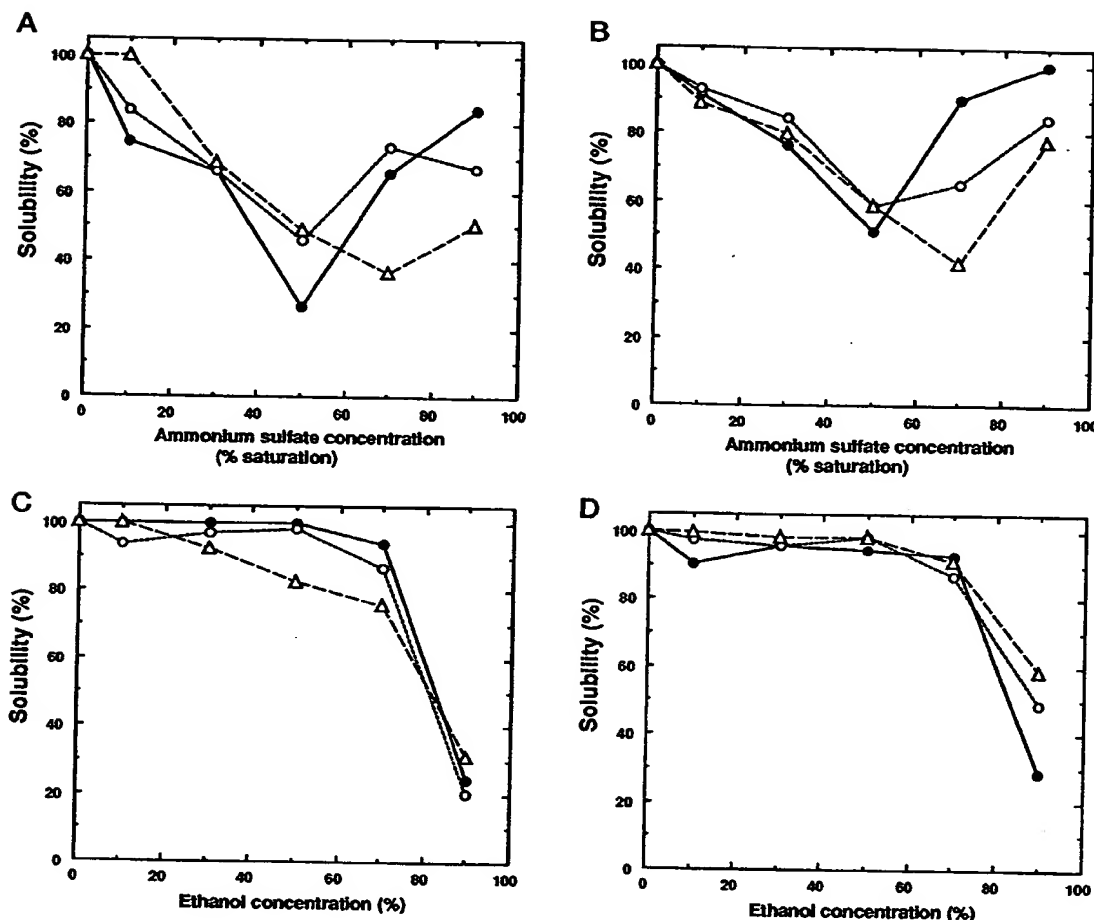 A
Solubility (%)
100
80
60
40
20
0
0 20 40 60 80 100
Ammonium sulfate concentration
(% saturation)
B
Solubility (%)
100
80
60
40
20
0
0 20 40 60 80 100
Ammonium sulfate concentration
(% saturation)
C
Solubility (%)
100
80
60
40
20
0
0 20 40 60 80 100
Ethanol concentration (%)
D
Solubility (%)
100
80
60
40
20
0
0 20 40 60 80 100
Ethanol concentration (%)